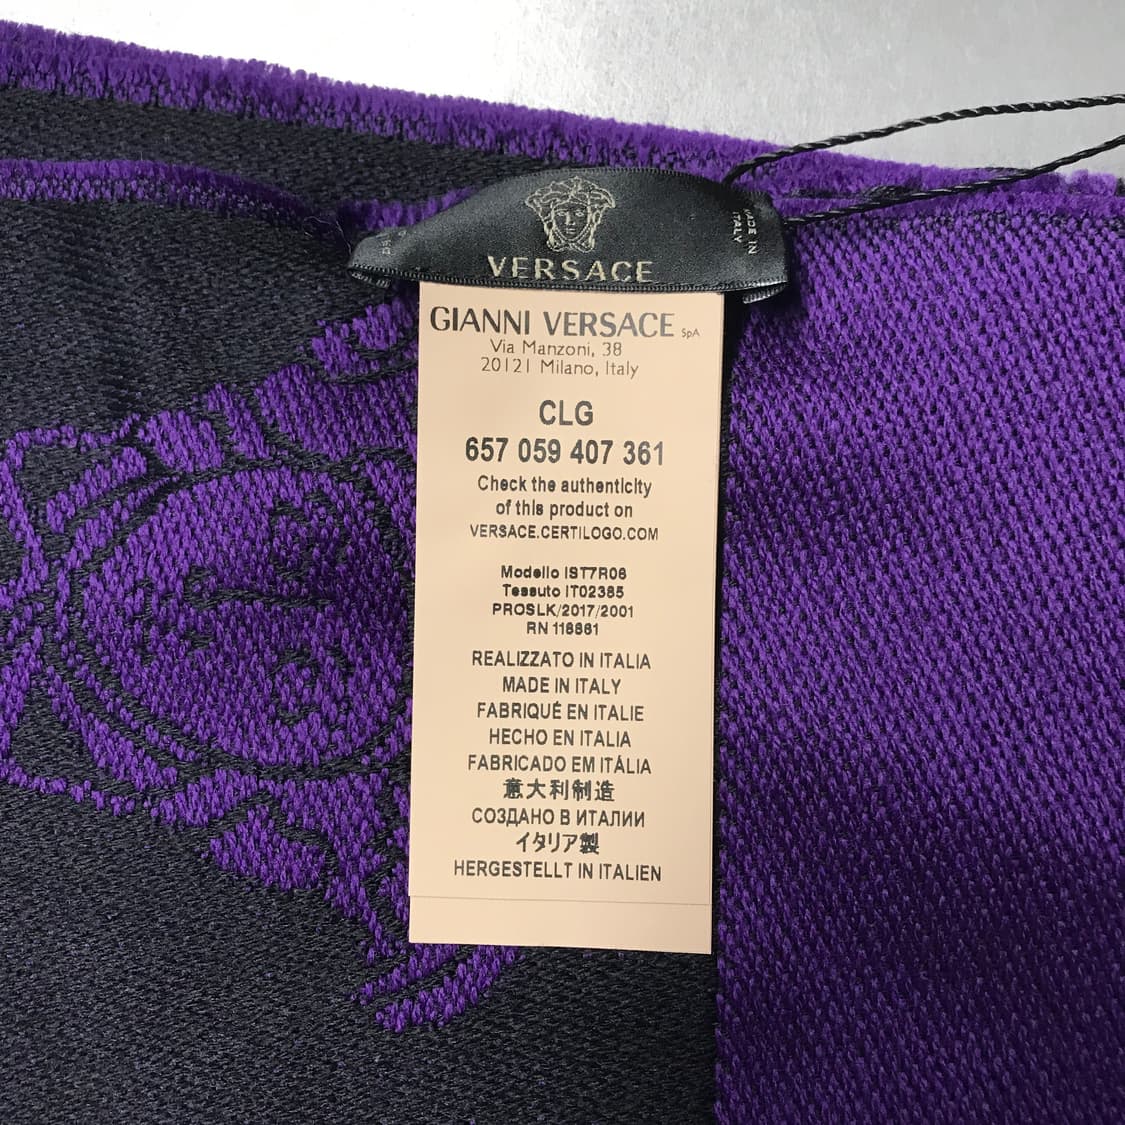 VERSACE
MADE IN
ITALY
GIANNI VERSACE SpA
Via Manzoni, 38
20121 Milano, Italy
CLG
657 059 407 361
Check the authenticity
of this product on
VERSACE.CERTILOGO.COM
Modello IST7R06
Tessuto IT02385
PROSLK/2017/2001
RN 118861
REALIZZATO IN ITALIA
MADE IN ITALY
FABRIQUÉ EN ITALIE
HECHO EN ITALIA
FABRICADO EM ITÁLIA
意大利制造
СОЗДАНО В ИТАЛИИ
イタリア製
HERGESTELLT IN ITALIEN